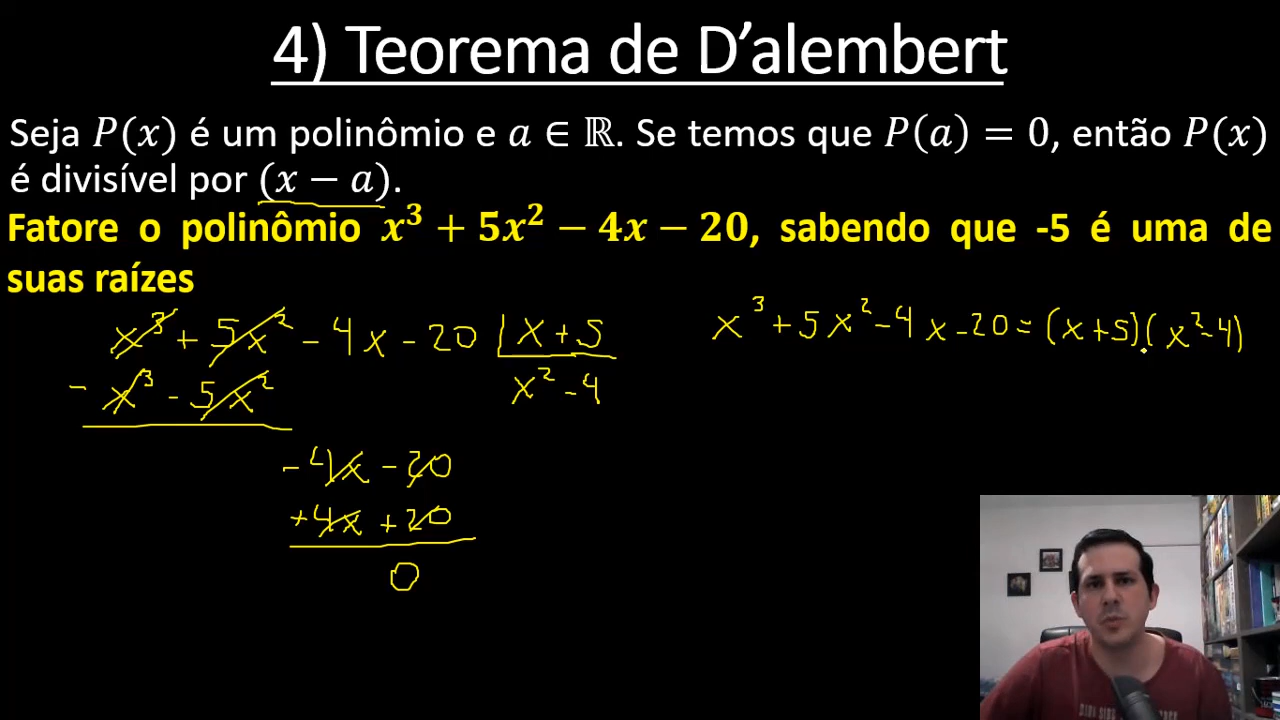 4) Teorema de D’alembert
Seja P(x) é um polinômio e a ∈ ℝ. Se temos que P(a) = 0, então P(x)
é divisível por (x − a).
Fatore o polinômio x³ + 5x² − 4x − 20, sabendo que -5 é uma de
suas raízes
x³ + 5x² - 4x - 20 | x + 5
- x³ - 5x²
x² - 4
- 4x - 20
+ 4x + 20
0
x³ + 5x² - 4x - 20 = (x + 5)(x² - 4)